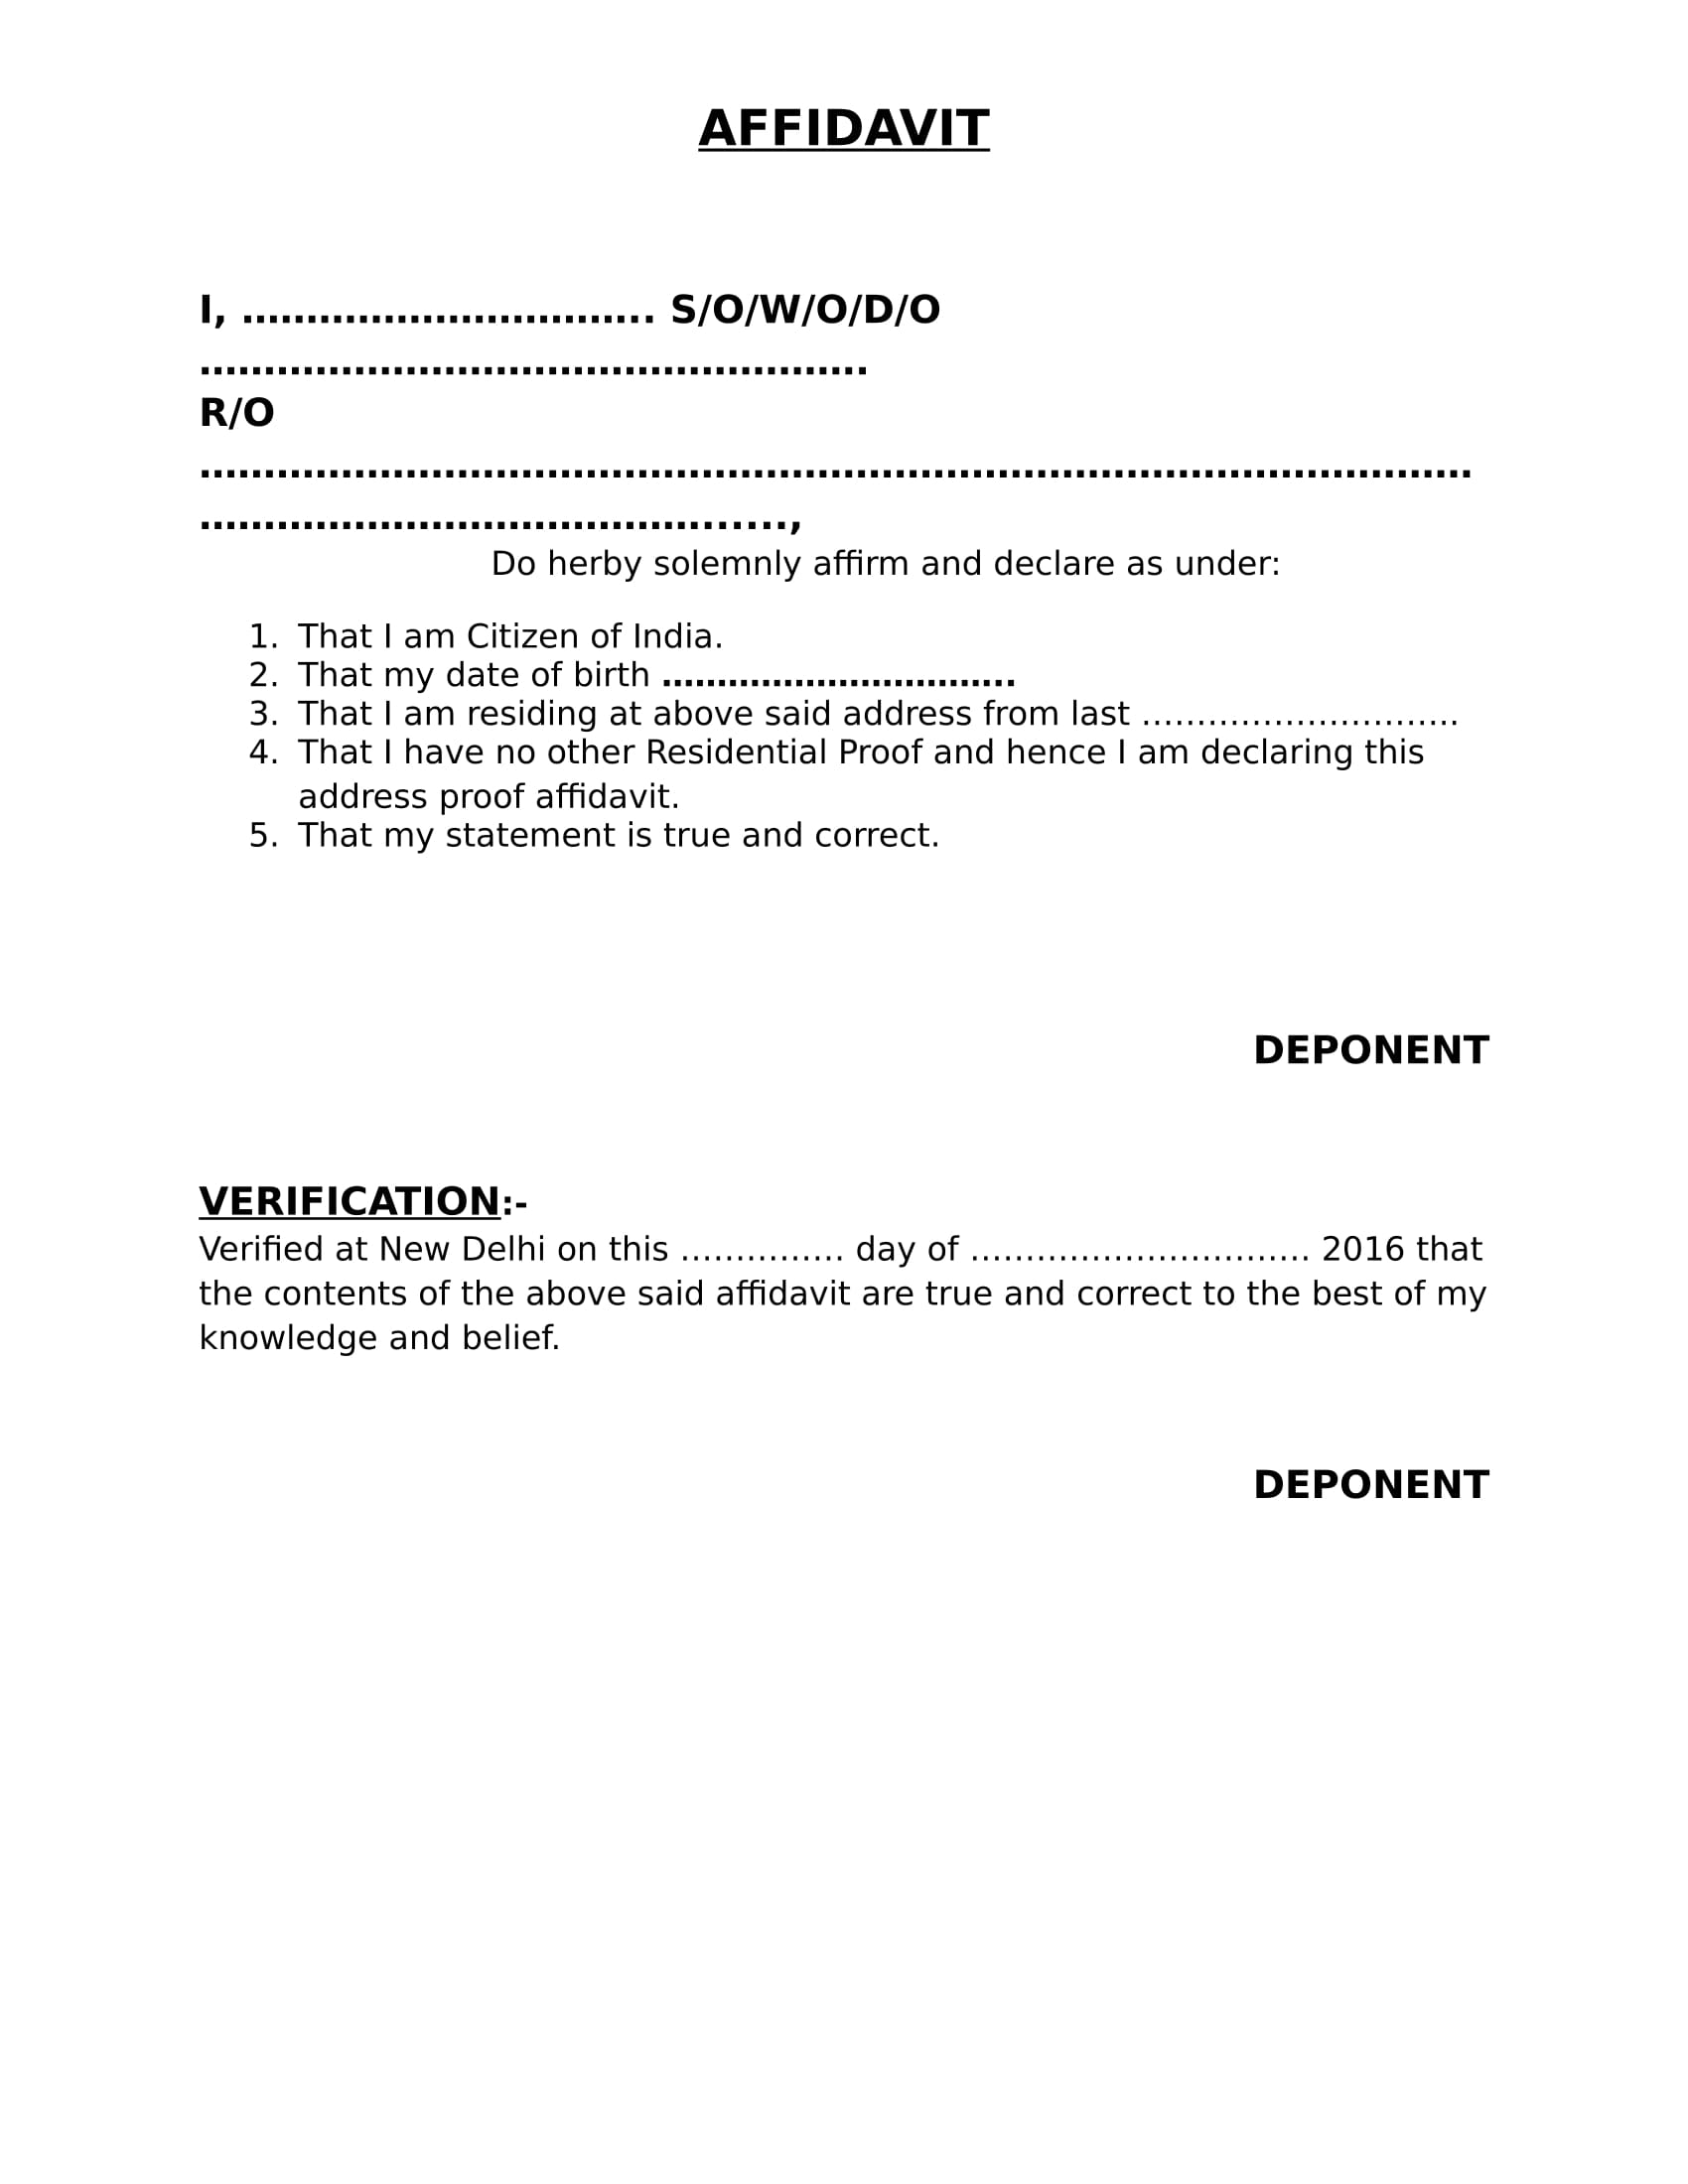 AFFIDAVIT
I, ………………………….. S/O/W/O/D/O
…………………………………………….
R/O
………………………………………………………………………………………
…………………………………......,
Do herby solemnly affirm and declare as under:
1. That I am Citizen of India.
2. That my date of birth …………………………..
3. That I am residing at above said address from last ………………………..
4. That I have no other Residential Proof and hence I am declaring this
address proof affidavit.
5. That my statement is true and correct.
DEPONENT
VERIFICATION:-
Verified at New Delhi on this …………… day of …………………………. 2016 that
the contents of the above said affidavit are true and correct to the best of my
knowledge and belief.
DEPONENT